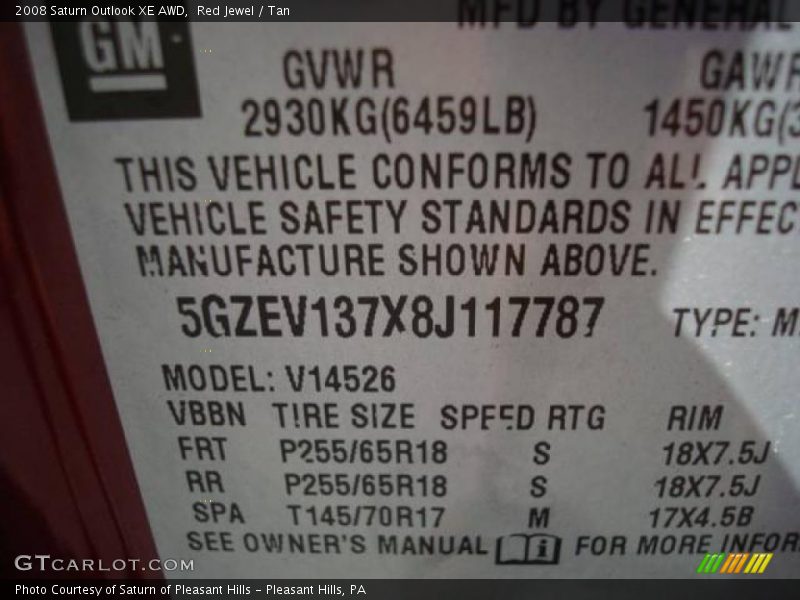 2008 Saturn Outlook XE AWD, Red Jewel / Tan
MFD BY GENERAL
GM
GVWR GAWR
2930KG(6459LB) 1450KG(3
THIS VEHICLE CONFORMS TO ALL APPL
VEHICLE SAFETY STANDARDS IN EFFEC
MANUFACTURE SHOWN ABOVE.
5GZEV137X8J117787 TYPE: M
MODEL: V14526
VBBN TIRE SIZE SPEED RTG RIM
FRT P255/65R18 S 18X7.5J
RR P255/65R18 S 18X7.5J
SPA T145/70R17 M 17X4.5B
SEE OWNER'S MANUAL i FOR MORE INFOR
GTCARLOT.COM
Photo Courtesy of Saturn of Pleasant Hills – Pleasant Hills, PA